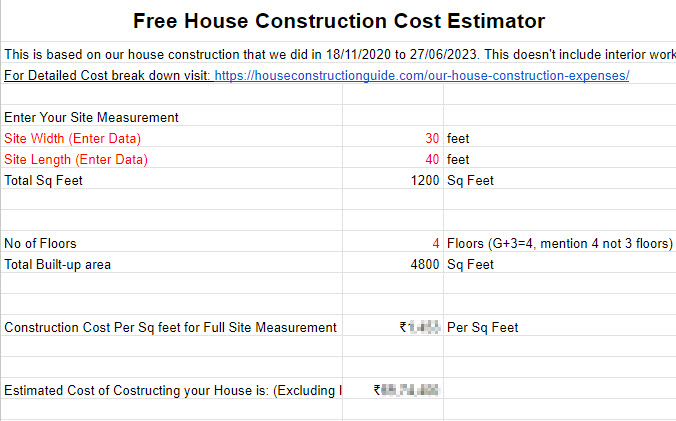 Free House Construction Cost Estimator
This is based on our house construction that we did in 18/11/2020 to 27/06/2023. This doesn't include interior work
For Detailed Cost break down visit: https://houseconstructionguide.com/our-house-construction-expenses/
Enter Your Site Measurement
Site Width (Enter Data) 30 feet
Site Length (Enter Data) 40 feet
Total Sq Feet 1200 Sq Feet
No of Floors 4 Floors (G+3=4, mention 4 not 3 floors)
Total Built-up area 4800 Sq Feet
Construction Cost Per Sq feet for Full Site Measurement ₹ Per Sq Feet
Estimated Cost of Costructing your House is: (Excluding ₹